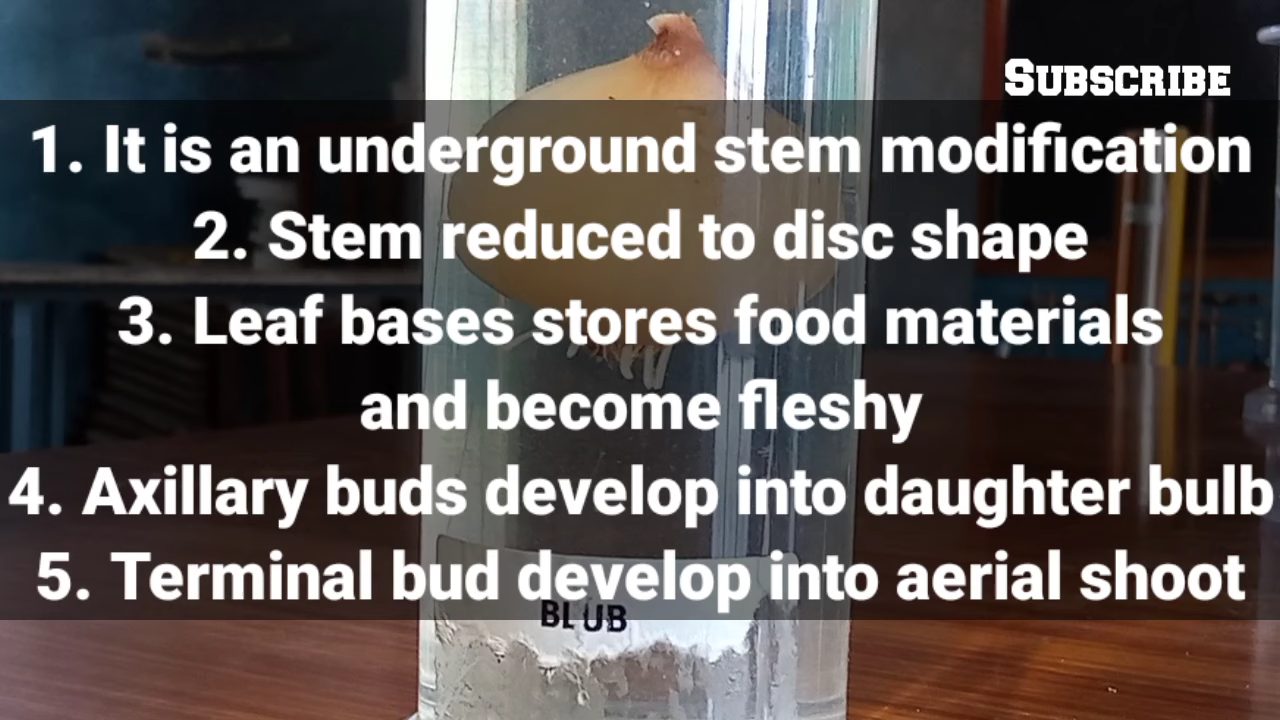 SUBSCRIBE
1. It is an underground stem modification
2. Stem reduced to disc shape
3. Leaf bases stores food materials
and become fleshy
4. Axillary buds develop into daughter bulb
5. Terminal bud develop into aerial shoot
BLUB